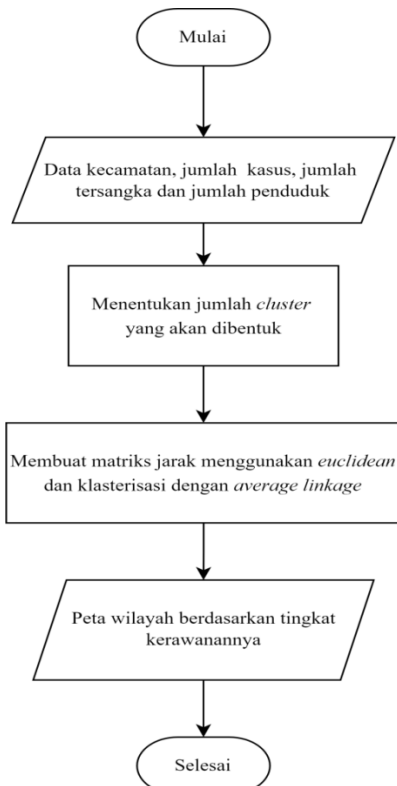 Mulai
Data kecamatan, jumlah kasus, jumlah
tersangka dan jumlah penduduk
Menentukan jumlah cluster
yang akan dibentuk
Membuat matriks jarak menggunakan euclidean
dan klasterisasi dengan average linkage
Peta wilayah berdasarkan tingkat
kerawanannya
Selesai